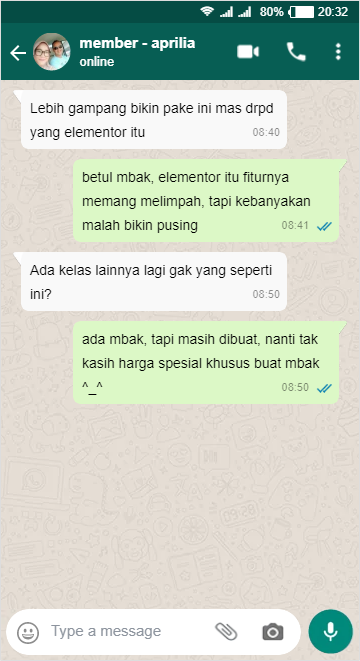 80% 20:32
member - aprilia
online
Lebih gampang bikin pake ini mas drpd
yang elementor itu
08:40
betul mbak, elementor itu fiturnya
memang melimpah, tapi kebanyakan
malah bikin pusing
08:41
Ada kelas lainnya lagi gak yang seperti
ini?
08:50
ada mbak, tapi masih dibuat, nanti tak
kasih harga spesial khusus buat mbak
^_^
08:50
Type a message